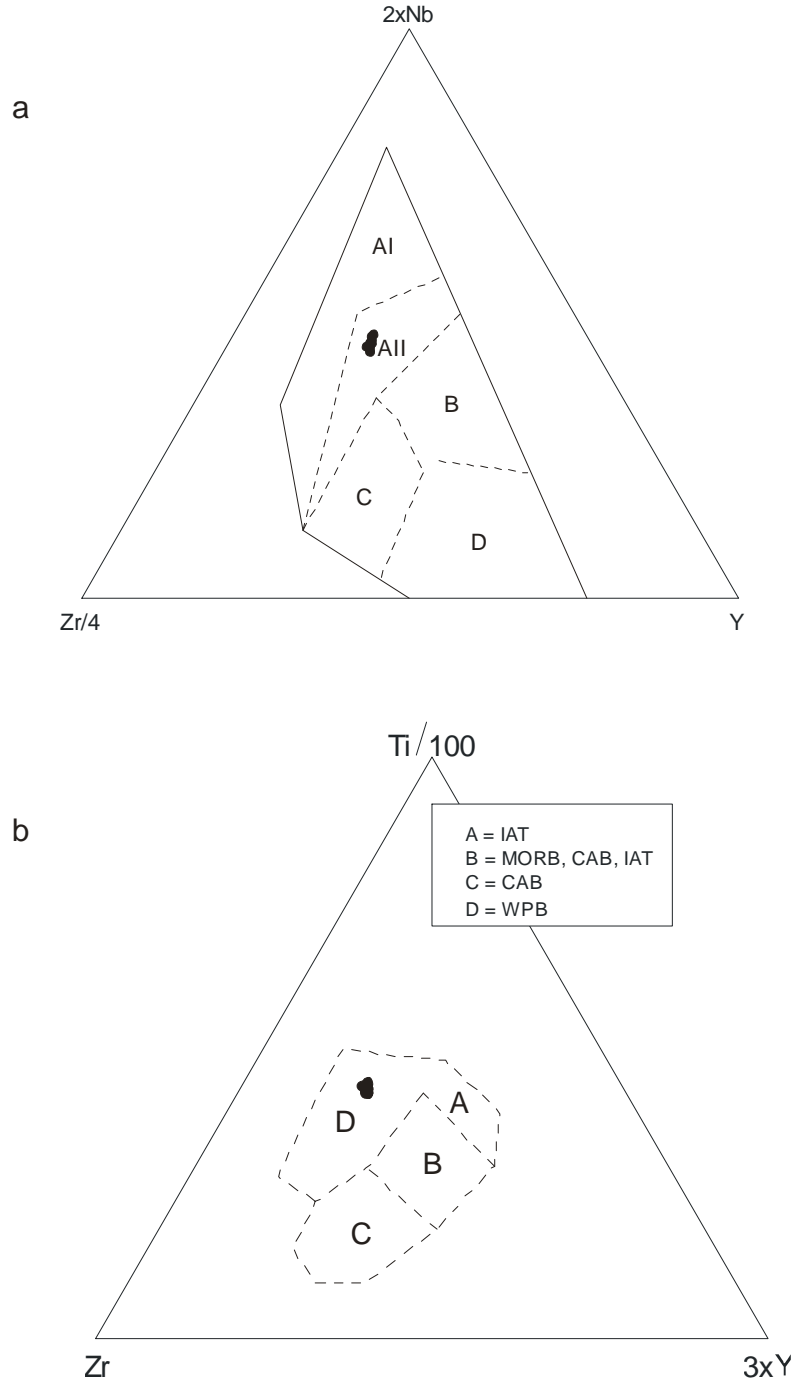 2xNb
a
AI
AII
B
C
D
Zr/4
Y
Ti/100
b
A = IAT
B = MORB, CAB, IAT
C = CAB
D = WPB
A
D
B
C
Zr
3xY